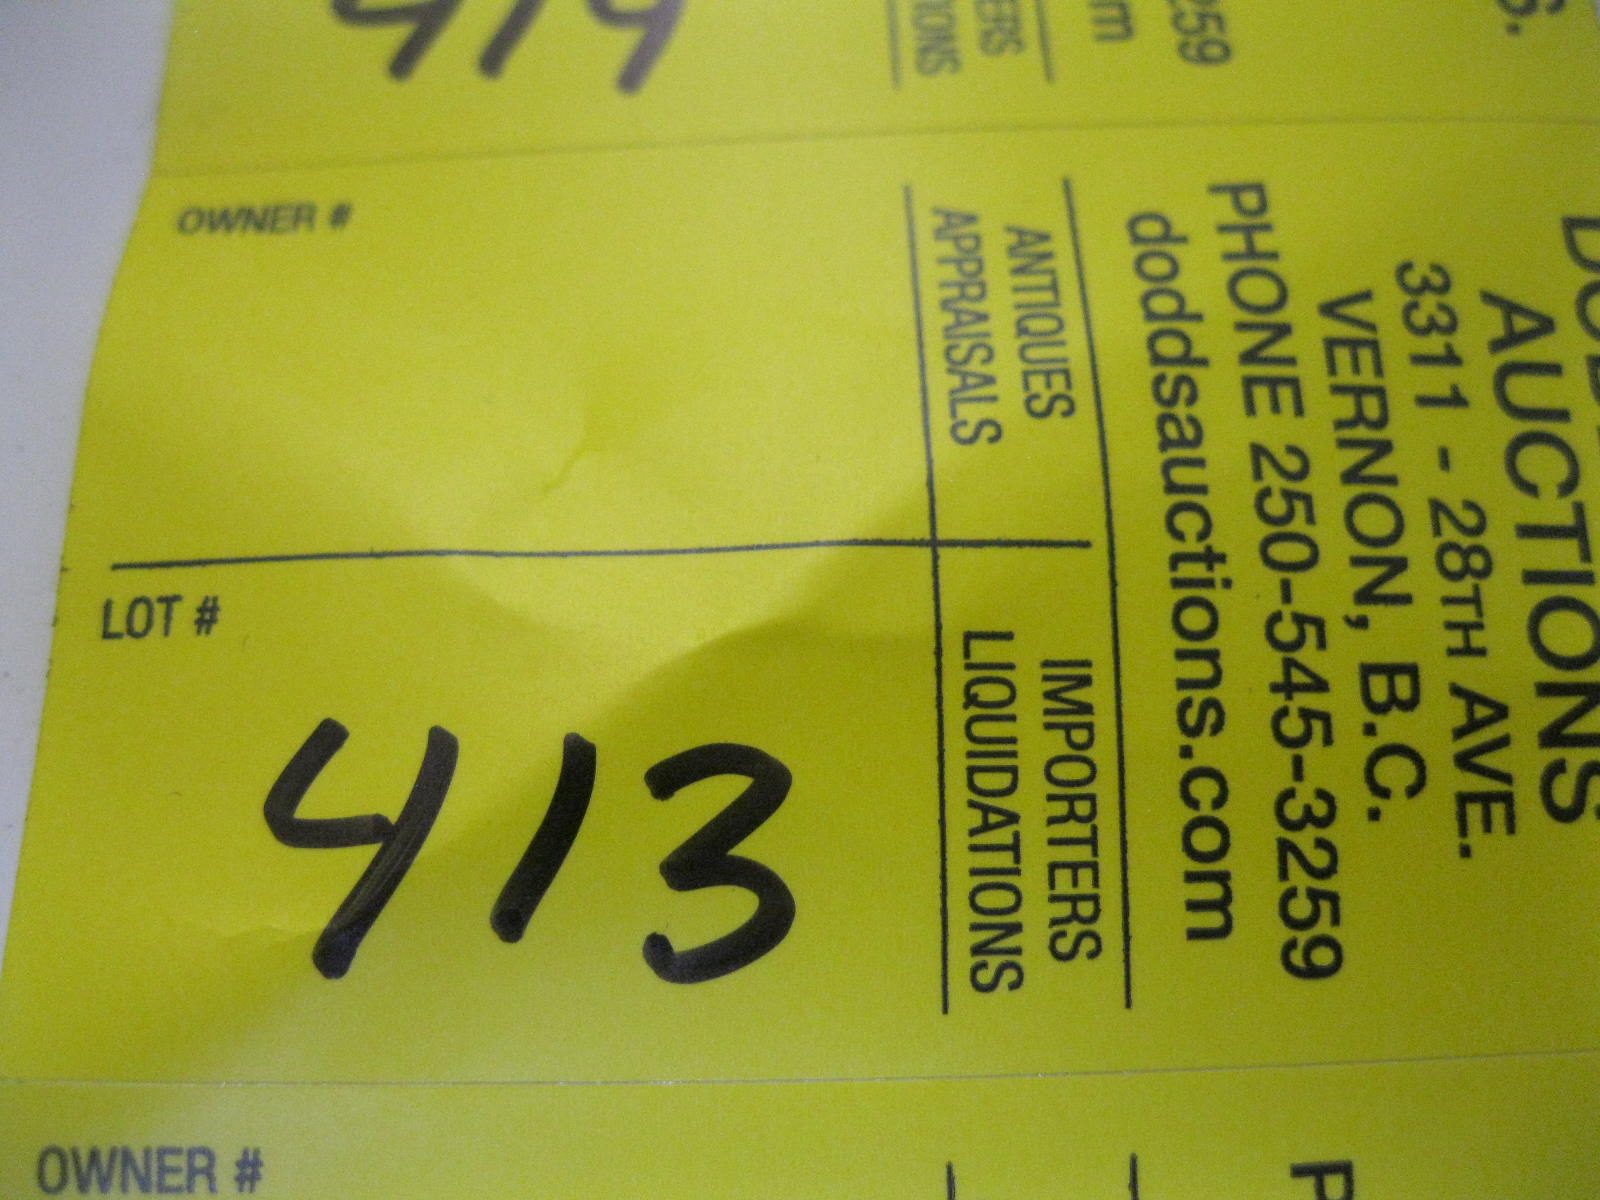 419
OWNER #
LOT #
413
AUCTIONS
3311 - 28TH AVE.
VERNON, B.C.
PHONE 250-545-3259
doddsauctions.com
ANTIQUES IMPORTERS
APPRAISALS LIQUIDATIONS
OWNER #